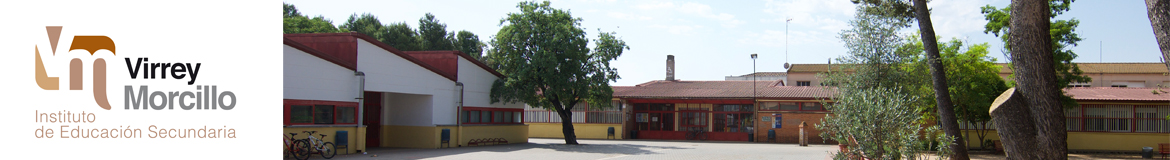 Virrey
Morcillo
Instituto
de Educación Secundaria